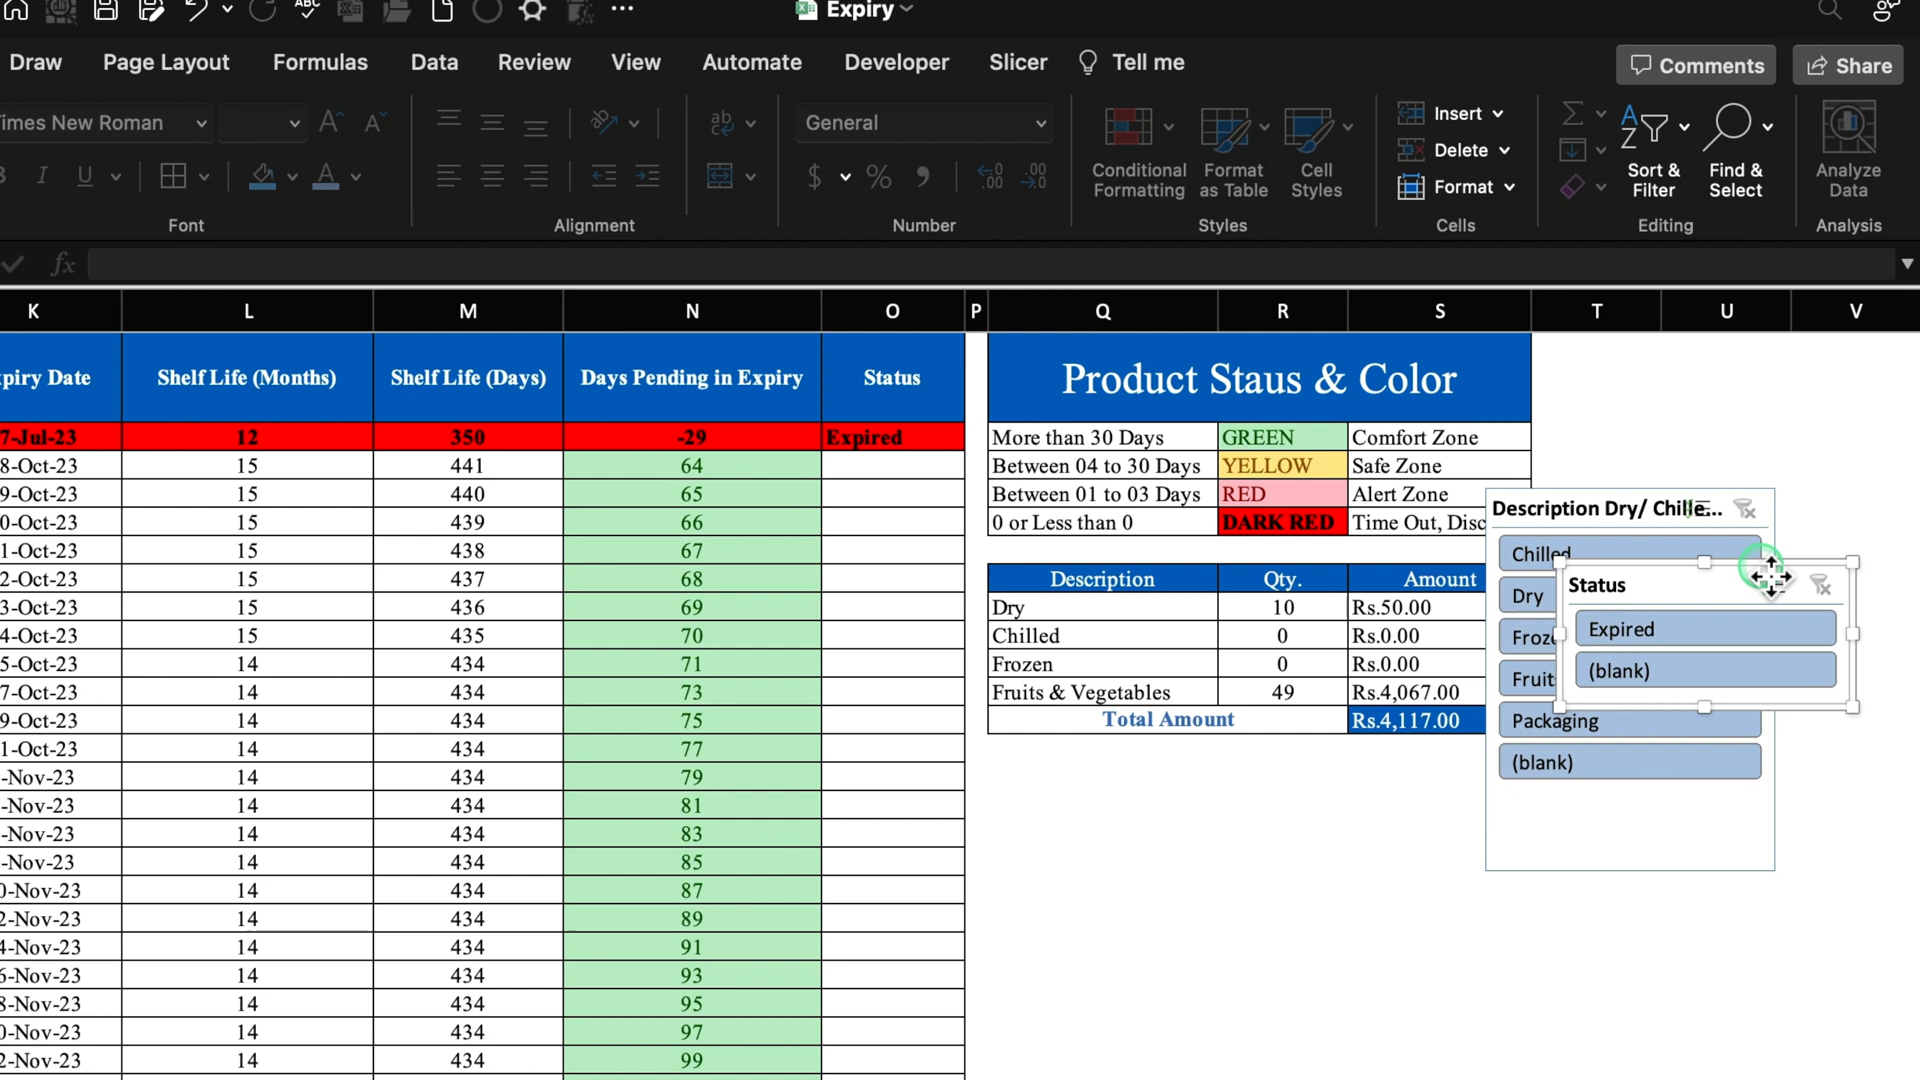 ABC
Expiry
Draw Page Layout Formulas Data Review View Automate Developer Slicer Tell me Comments Share
imes New Roman General Insert Delete Format
Conditional Formatting Format as Table Cell Styles Sort & Filter Find & Select Analyze Data
Font Alignment Number Styles Cells Editing Analysis
fx
K L M N O P Q R S T U V
piry Date Shelf Life (Months) Shelf Life (Days) Days Pending in Expiry Status Product Staus & Color
7-Jul-23 12 350 -29 Expired More than 30 Days GREEN Comfort Zone
8-Oct-23 15 441 64 Between 04 to 30 Days YELLOW Safe Zone
9-Oct-23 15 440 65 Between 01 to 03 Days RED Alert Zone
0-Oct-23 15 439 66 0 or Less than 0 DARK RED Time Out, Disc
1-Oct-23 15 438 67
2-Oct-23 15 437 68 Description Qty. Amount
3-Oct-23 15 436 69 Dry 10 Rs.50.00
4-Oct-23 15 435 70 Chilled 0 Rs.0.00
5-Oct-23 14 434 71 Frozen 0 Rs.0.00
7-Oct-23 14 434 73 Fruits & Vegetables 49 Rs.4,067.00
9-Oct-23 14 434 75 Total Amount Rs.4,117.00
1-Oct-23 14 434 77
-Nov-23 14 434 79
-Nov-23 14 434 81
-Nov-23 14 434 83
-Nov-23 14 434 85
0-Nov-23 14 434 87
2-Nov-23 14 434 89
4-Nov-23 14 434 91
6-Nov-23 14 434 93
8-Nov-23 14 434 95
0-Nov-23 14 434 97
2-Nov-23 14 434 99
Description Dry/ Chille...
Chilled
Dry
Froze
Fruits
Packaging
(blank)
Status
Expired
(blank)